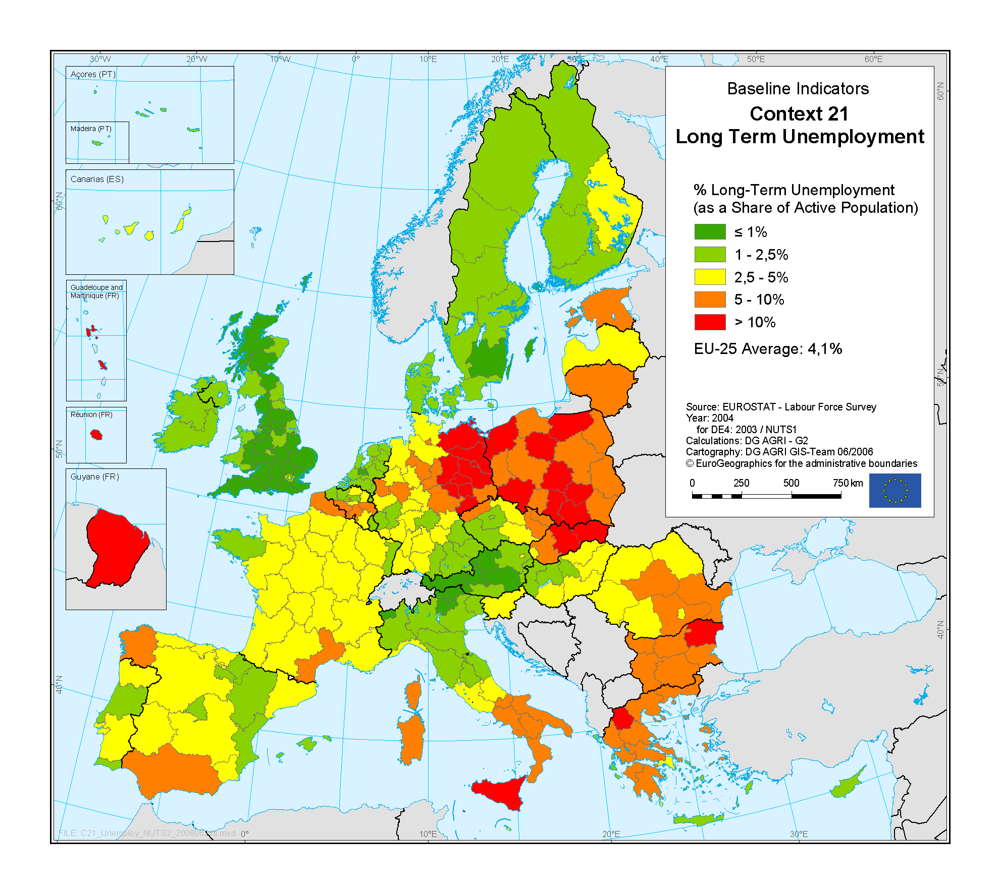 30°W 20°W 10°W 0° 10°E 20°E 30°E 40°E 50°E 60°E
Açores (PT)
Madeira (PT)
Canarias (ES)
Guadeloupe and
Martinique (FR)
Réunion (FR)
Guyane (FR)
60°N
50°N
40°N
60°N
50°N
40°N
Baseline Indicators
Context 21
Long Term Unemployment
% Long-Term Unemployment
(as a Share of Active Population)
≤ 1%
1 - 2,5%
2,5 - 5%
5 - 10%
> 10%
EU-25 Average: 4,1%
Source: EUROSTAT - Labour Force Survey
Year: 2004
for DE4: 2003 / NUTS1
Calculations: DG AGRI - G2
Cartography: DG AGRI GIS-Team 06/2006
© EuroGeographics for the administrative boundaries
0 250 500 750 km
0° 10°E 20°E 30°E